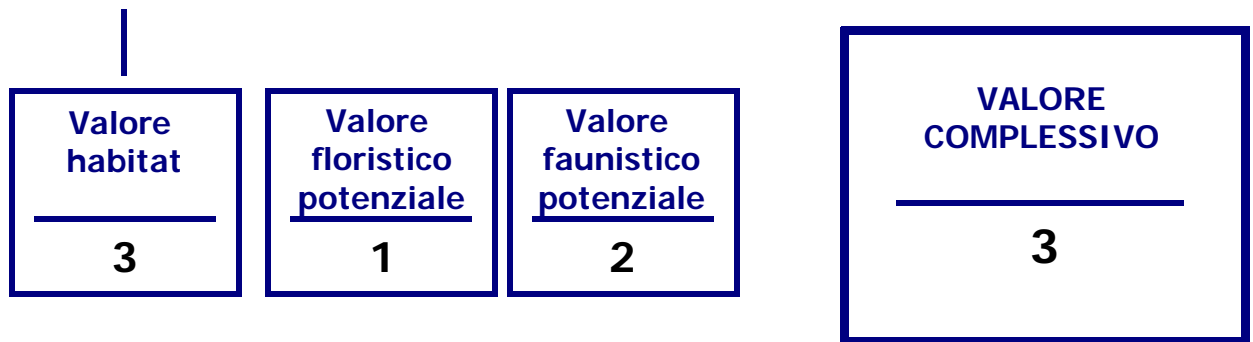 Valore
habitat
3
Valore
floristico
potenziale
1
Valore
faunistico
potenziale
2
VALORE
COMPLESSIVO
3